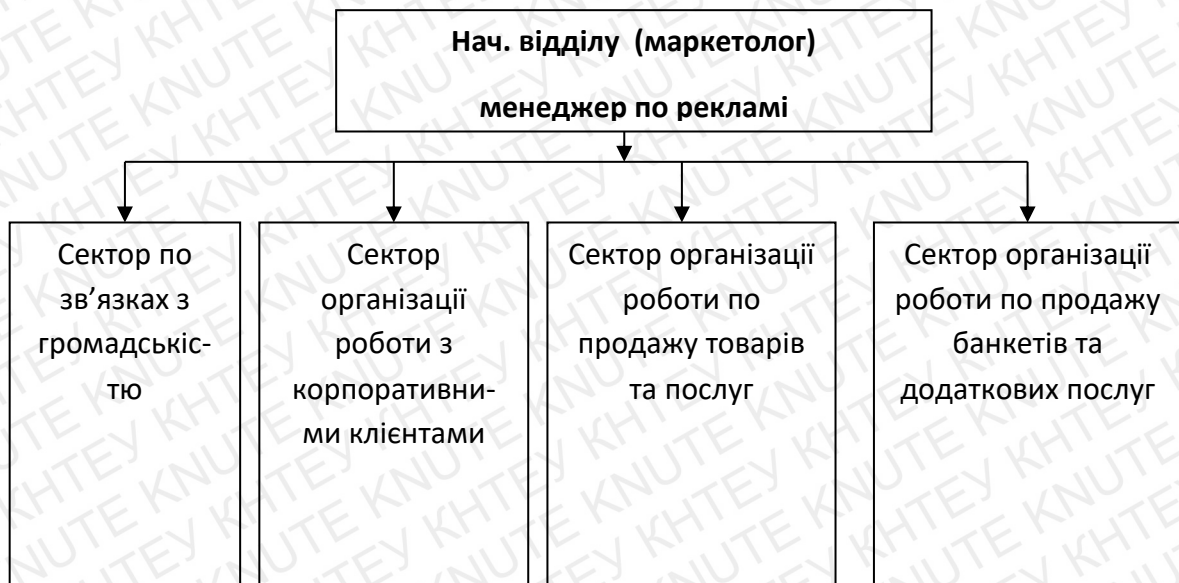 Нач. відділу (маркетолог)
менеджер по рекламі
Сектор по
зв’язках з
громадськіс-
тю
Сектор
організації
роботи з
корпоративни-
ми клієнтами
Сектор організації
роботи по
продажу товарів
та послуг
Сектор організації
роботи по продажу
банкетів та
додаткових послуг